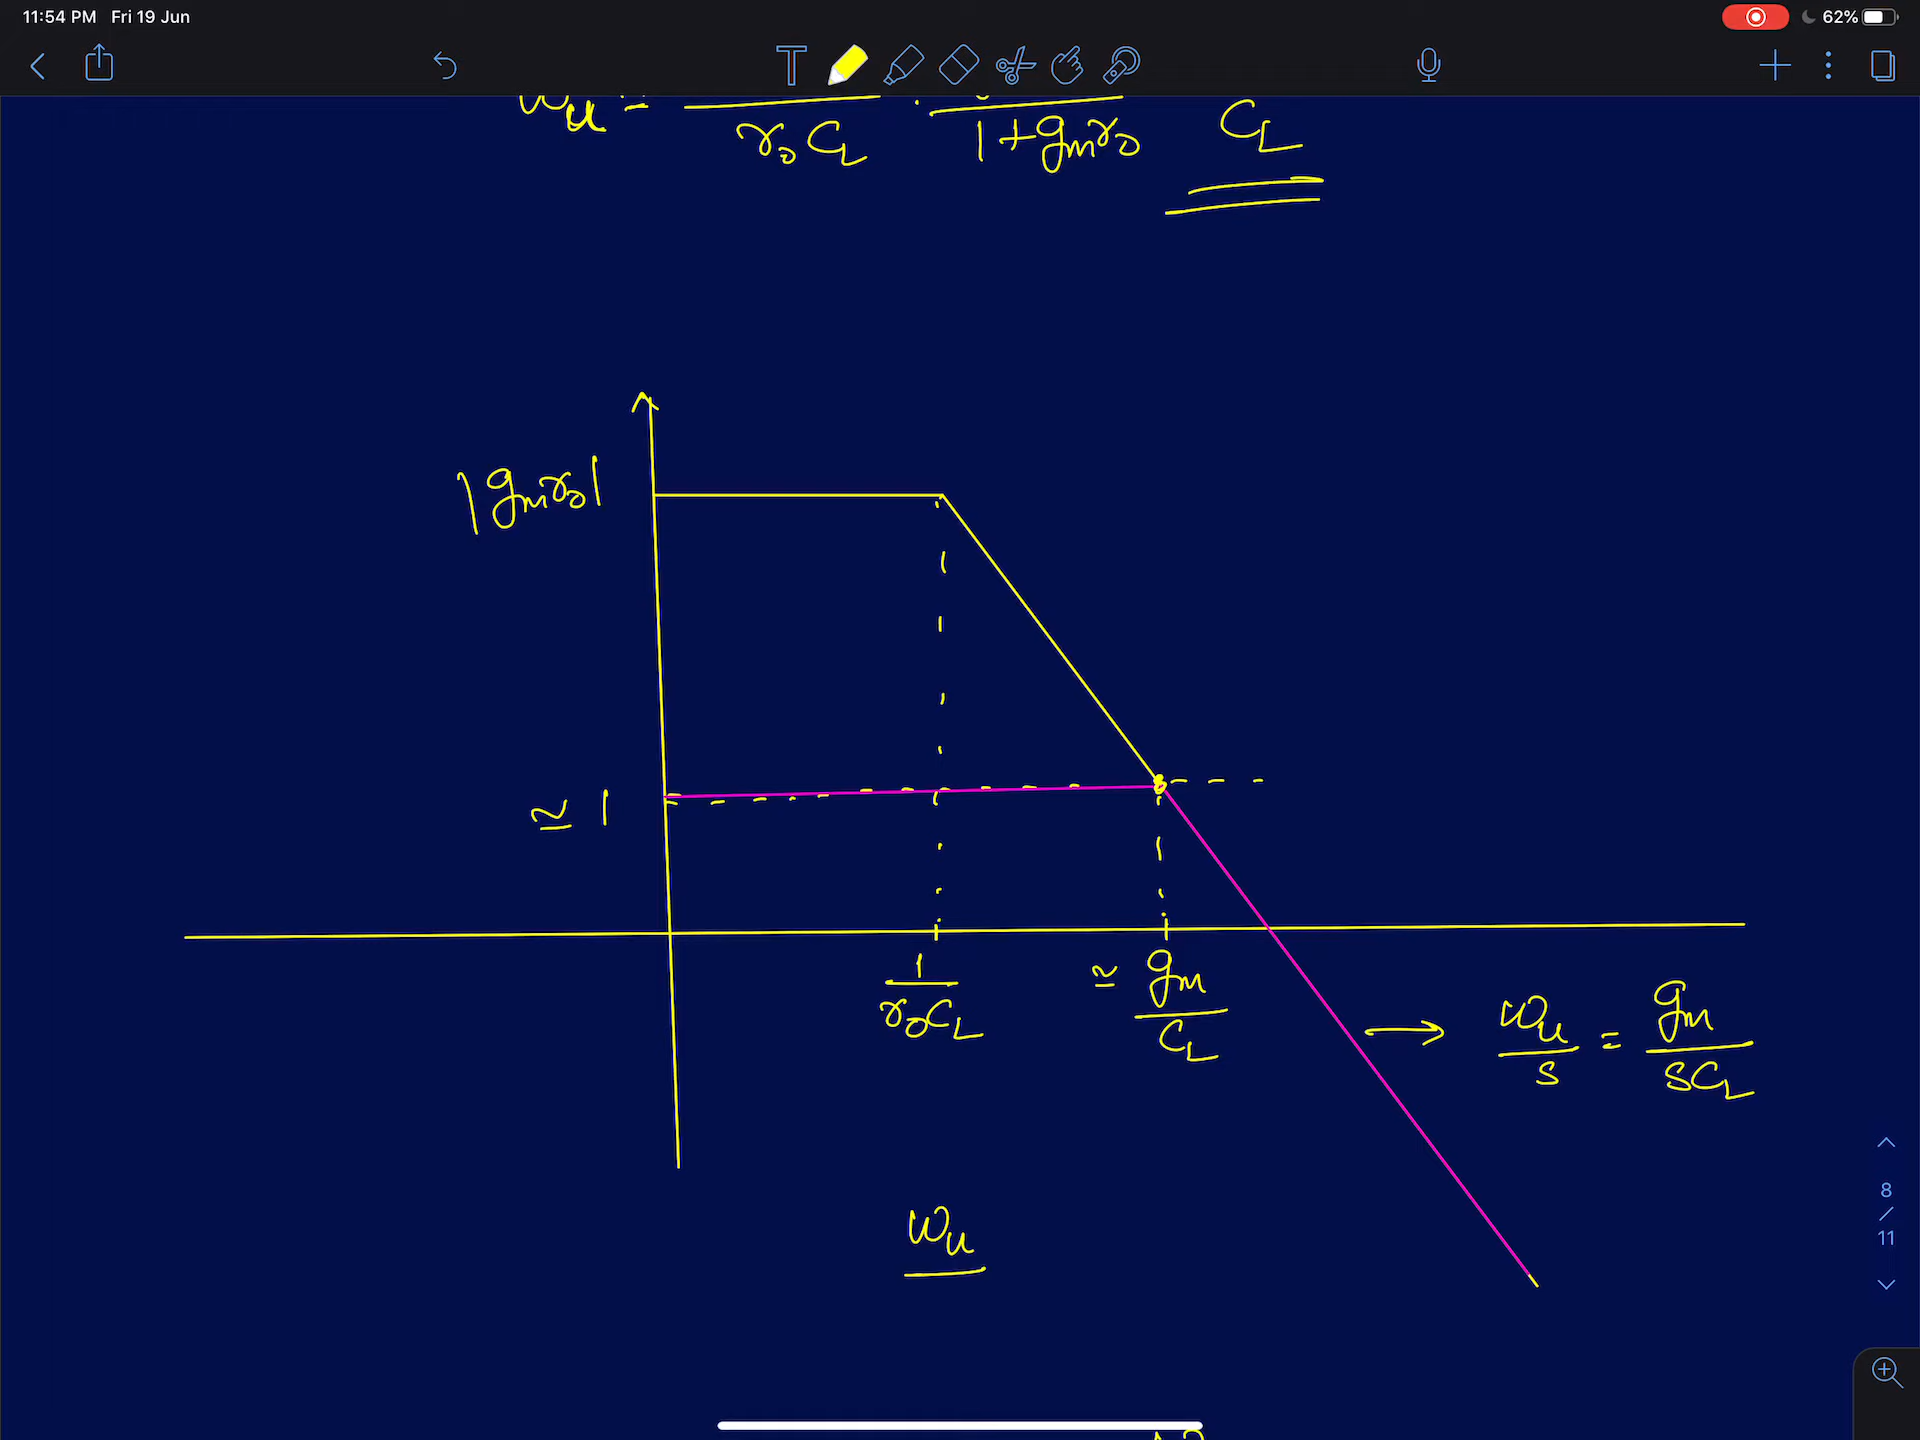 11:54 PM Fri 19 Jun 62%
T
ωu = r₀CL · 1+gmr₀ CL
|gmr₀|
≃ 1
1/r₀CL
≃ gm/CL
→ ωu/s = gm/sCL
ωu
8
/
11